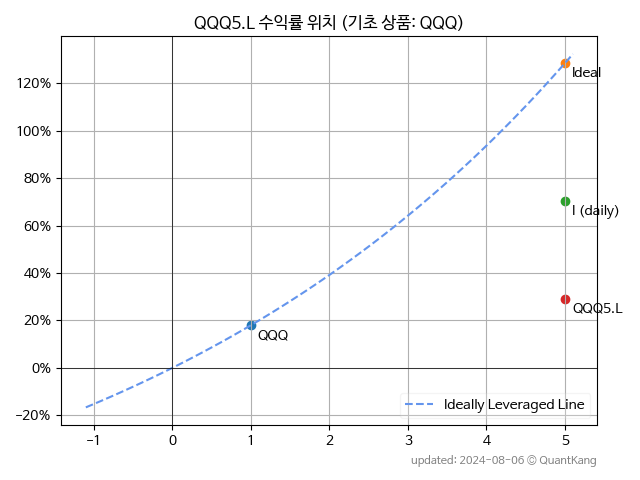 QQQ5.L 수익률 위치 (기초 상품: QQQ)
120%
100%
80%
60%
40%
20%
0%
−20%
Ideal
I (daily)
QQQ5.L
QQQ
Ideally Leveraged Line
−1 0 1 2 3 4 5
updated: 2024-08-06 © QuantKang